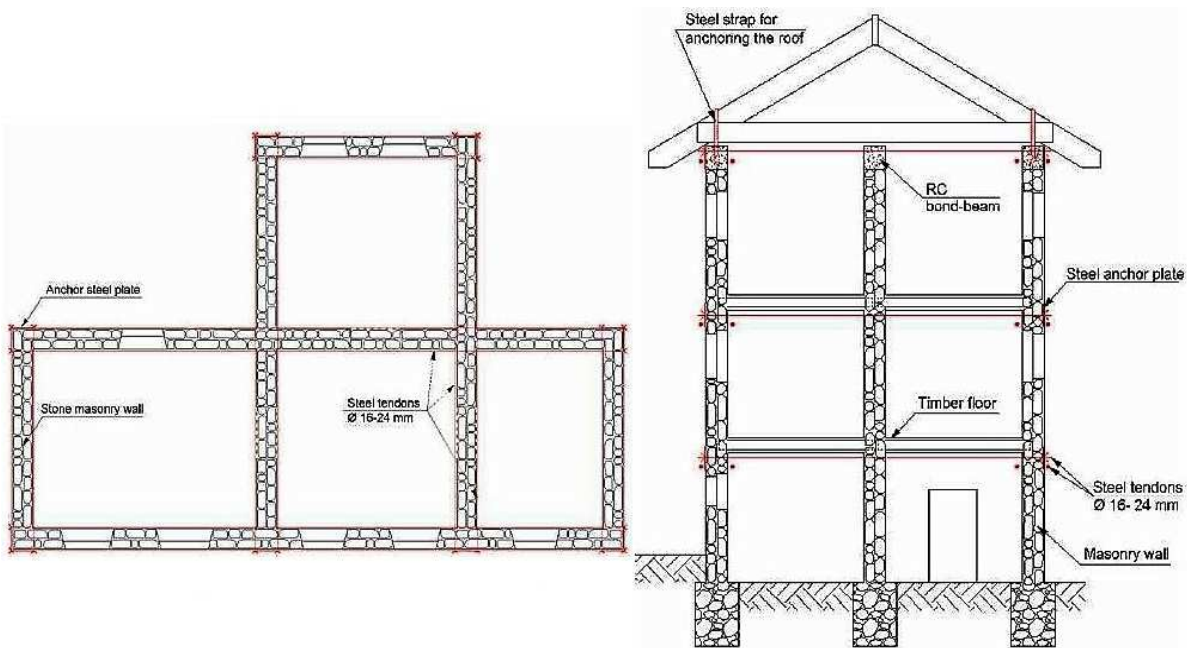 Anchor steel plate
Stone masonry wall
Steel tendons
Ø 16-24 mm
Steel strap for
anchoring the roof
RC
bond-beam
Steel anchor plate
Timber floor
Steel tendons
Ø 16- 24 mm
Masonry wall